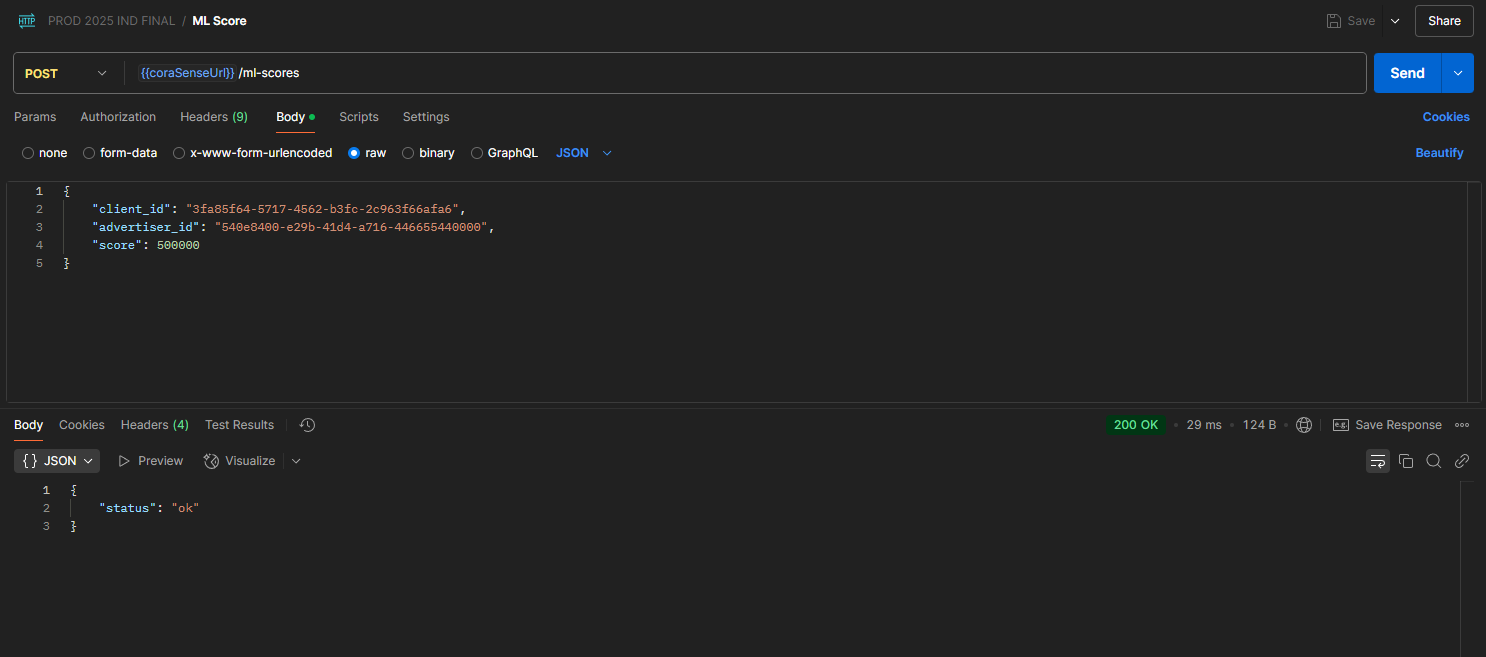 HTTP PROD 2025 IND FINAL / ML Score Save Share
POST {{coraSenseUrl}} /ml-scores Send
Params Authorization Headers (9) Body Scripts Settings Cookies
none form-data x-www-form-urlencoded raw binary GraphQL JSON Beautify
1 {
2 "client_id": "3fa85f64-5717-4562-b3fc-2c963f66afa6",
3 "advertiser_id": "540e8400-e29b-41d4-a716-446655440000",
4 "score": 500000
5 }
Body Cookies Headers (4) Test Results 200 OK 29 ms 124 B e.g. Save Response
{} JSON Preview Visualize
1 {
2 "status": "ok"
3 }